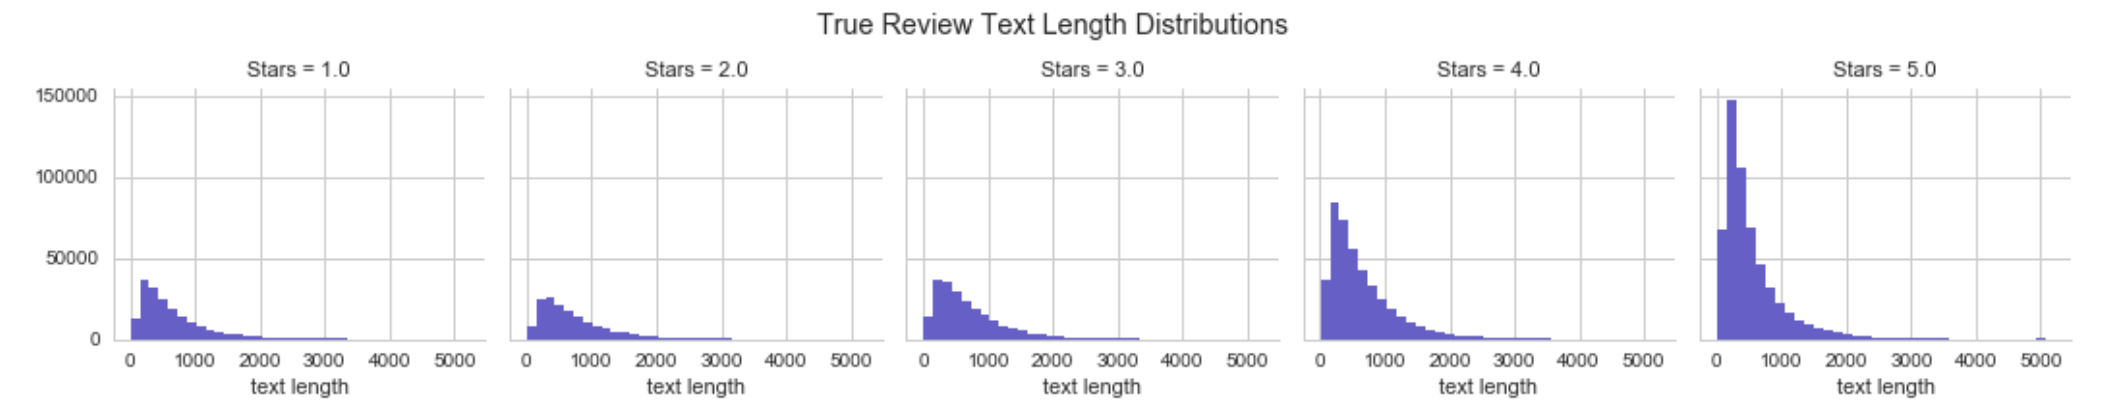 True Review Text Length Distributions
Stars = 1.0
Stars = 2.0
Stars = 3.0
Stars = 4.0
Stars = 5.0
150000
100000
50000
0
0 1000 2000 3000 4000 5000
0 1000 2000 3000 4000 5000
0 1000 2000 3000 4000 5000
0 1000 2000 3000 4000 5000
0 1000 2000 3000 4000 5000
text length
text length
text length
text length
text length